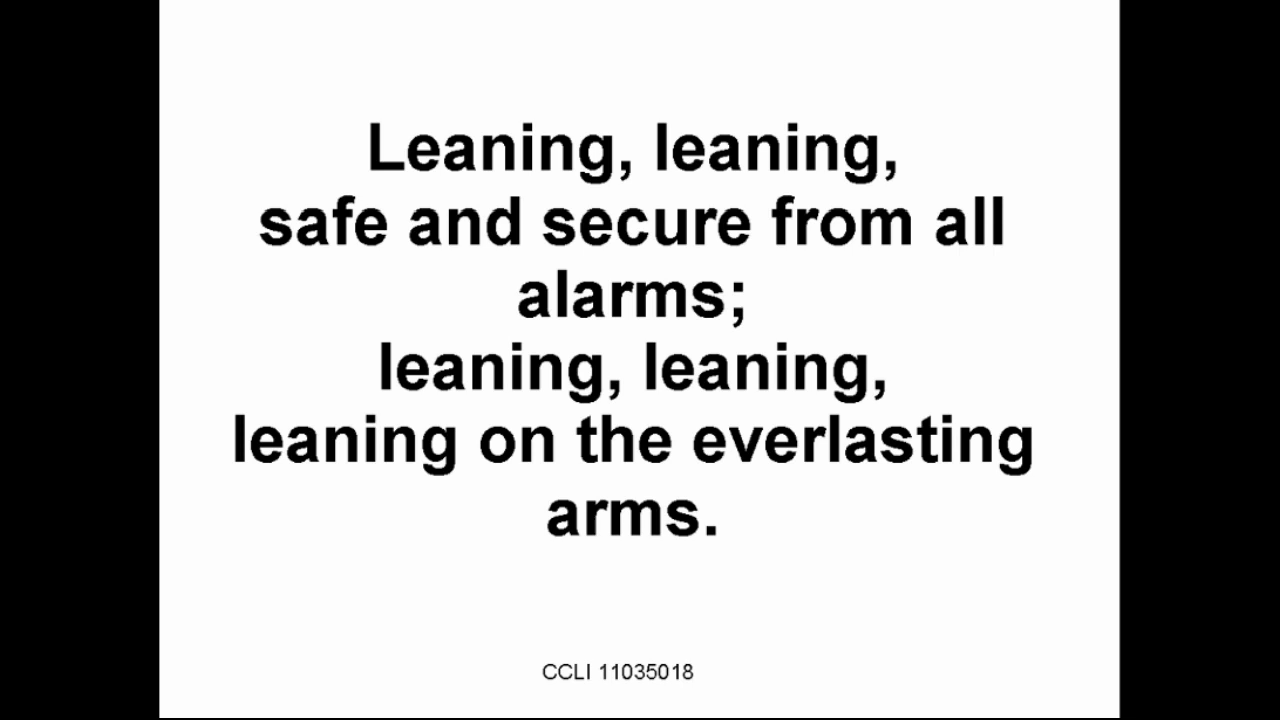 Leaning, leaning,
safe and secure from all
alarms;
leaning, leaning,
leaning on the everlasting
arms.
CCLI 11035018